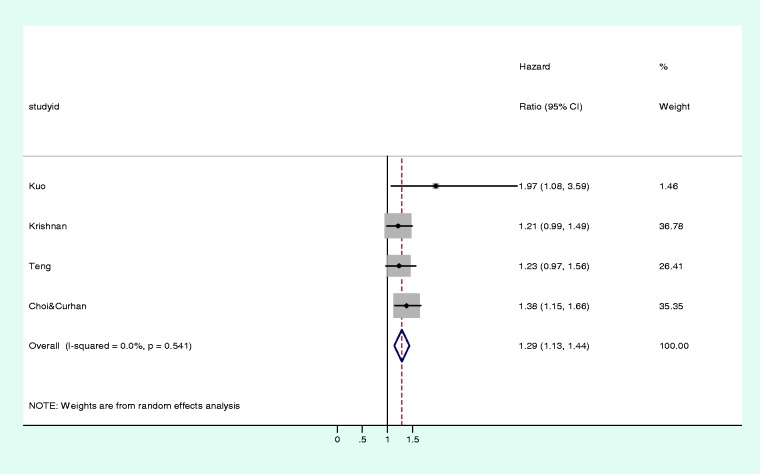 Hazard %
studyid Ratio (95% CI) Weight
Kuo 1.97 (1.08, 3.59) 1.46
Krishnan 1.21 (0.99, 1.49) 36.78
Teng 1.23 (0.97, 1.56) 26.41
Choi&Curhan 1.38 (1.15, 1.66) 35.35
Overall (I-squared = 0.0%, p = 0.541) 1.29 (1.13, 1.44) 100.00
NOTE: Weights are from random effects analysis
0 .5 1 1.5